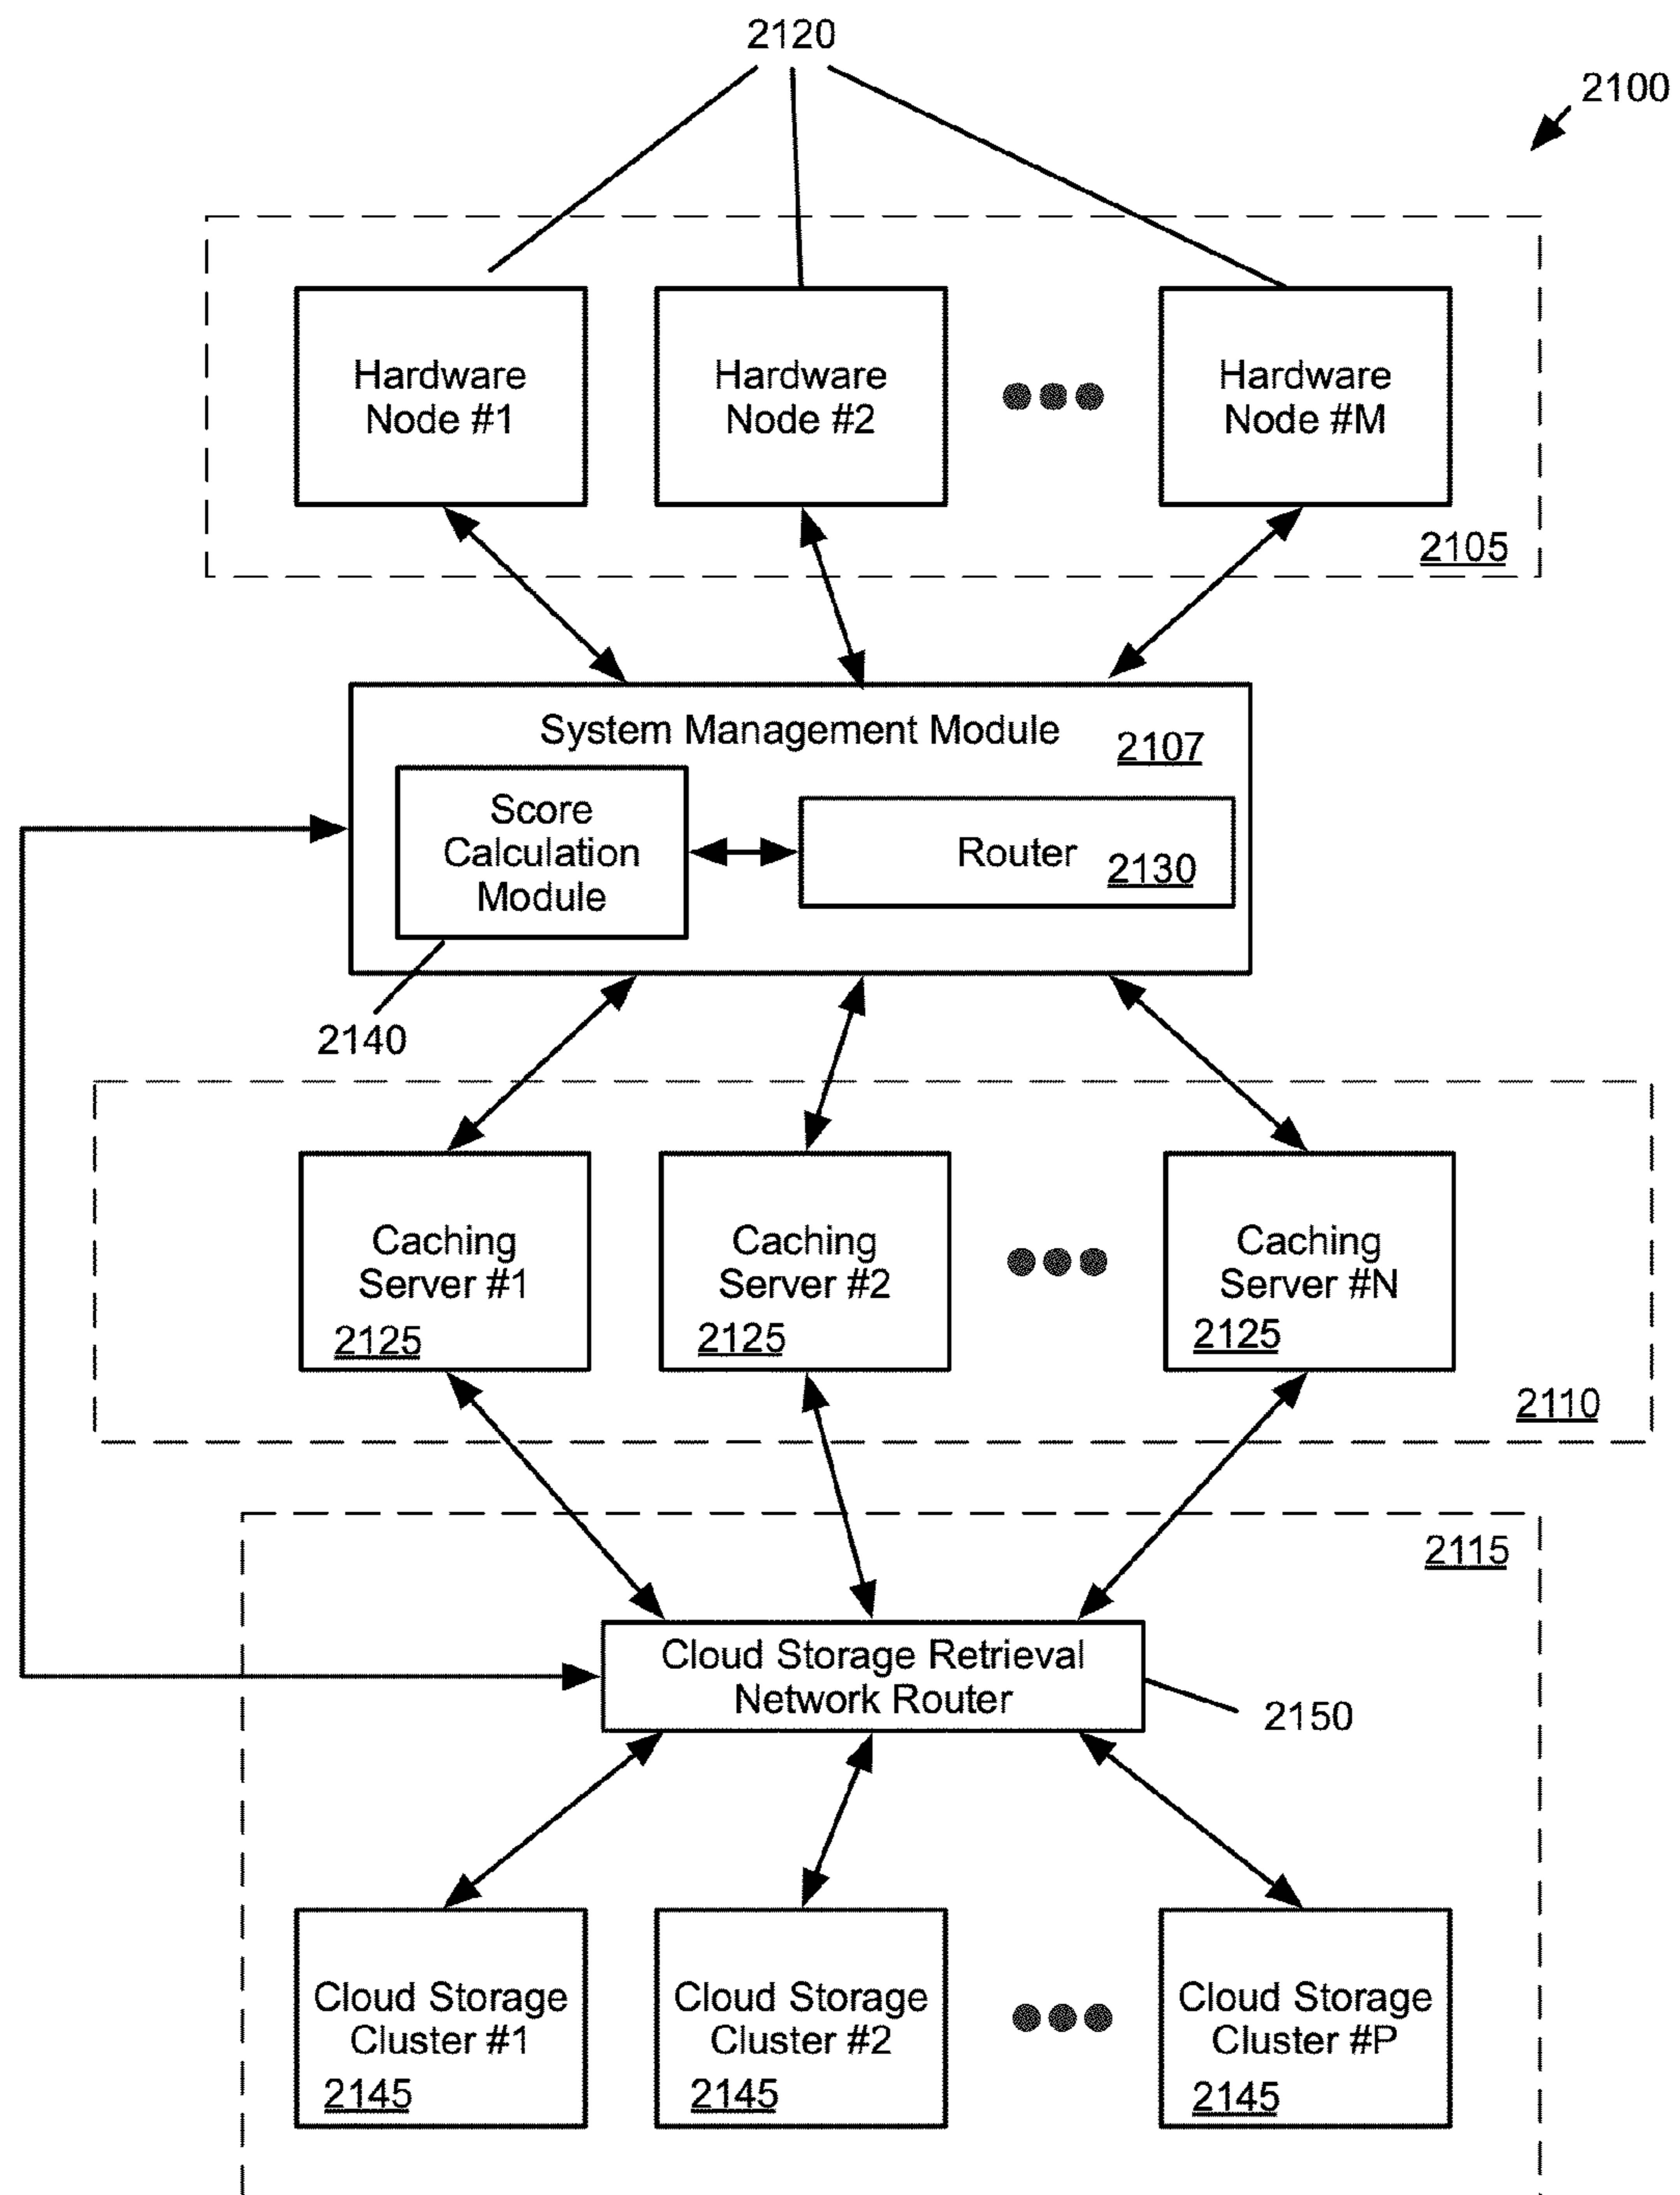 2120
2100
Hardware
Node #1
Hardware
Node #2
Hardware
Node #M
2105
System Management Module
2107
Score
Calculation
Module
Router
2130
2140
Caching
Server #1
2125
Caching
Server #2
2125
Caching
Server #N
2125
2110
2115
Cloud Storage Retrieval
Network Router
2150
Cloud Storage
Cluster #1
2145
Cloud Storage
Cluster #2
2145
Cloud Storage
Cluster #P
2145